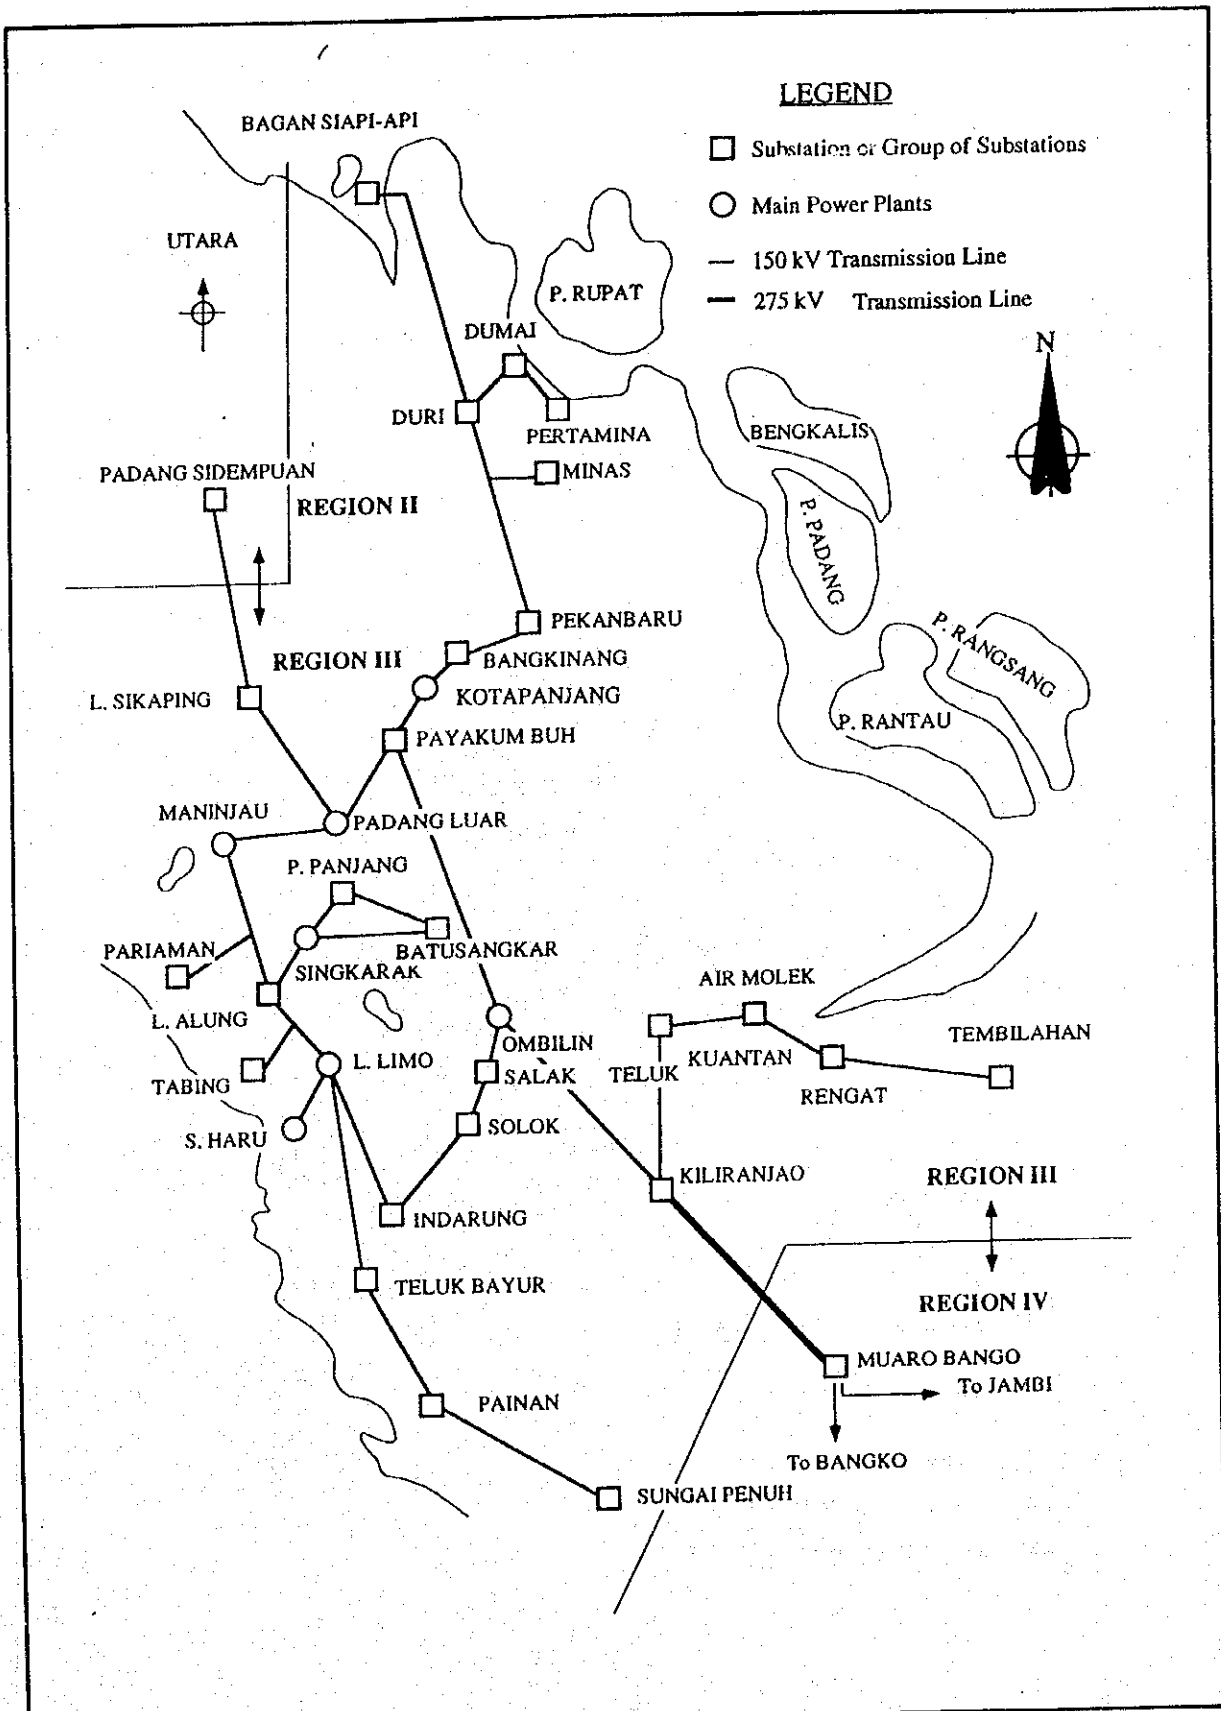 LEGEND
BAGAN SIAPI-API
Substation or Group of Substations
Main Power Plants
UTARA
150 kV Transmission Line
P. RUPAT
275 kV Transmission Line
DUMAI
N
DURI
PERTAMINA
BENGKALIS
PADANG SIDEMPUAN
MINAS
REGION II
P. PADANG
PEKANBARU
P. RANGSANG
REGION III
BANGKINANG
L. SIKAPING
KOTAPANJANG
P. RANTAU
PAYAKUM BUH
MANINJAU
PADANG LUAR
P. PANJANG
PARIAMAN
BATUSANGKAR
SINGKARAK
AIR MOLEK
L. ALUNG
TEMBILAHAN
OMBILIN
L. LIMO
KUANTAN
TABING
SALAK
TELUK
RENGAT
S. HARU
SOLOK
KILIRANJAO
REGION III
INDARUNG
TELUK BAYUR
REGION IV
MUARO BANGO
To JAMBI
PAINAN
To BANGKO
SUNGAI PENUH